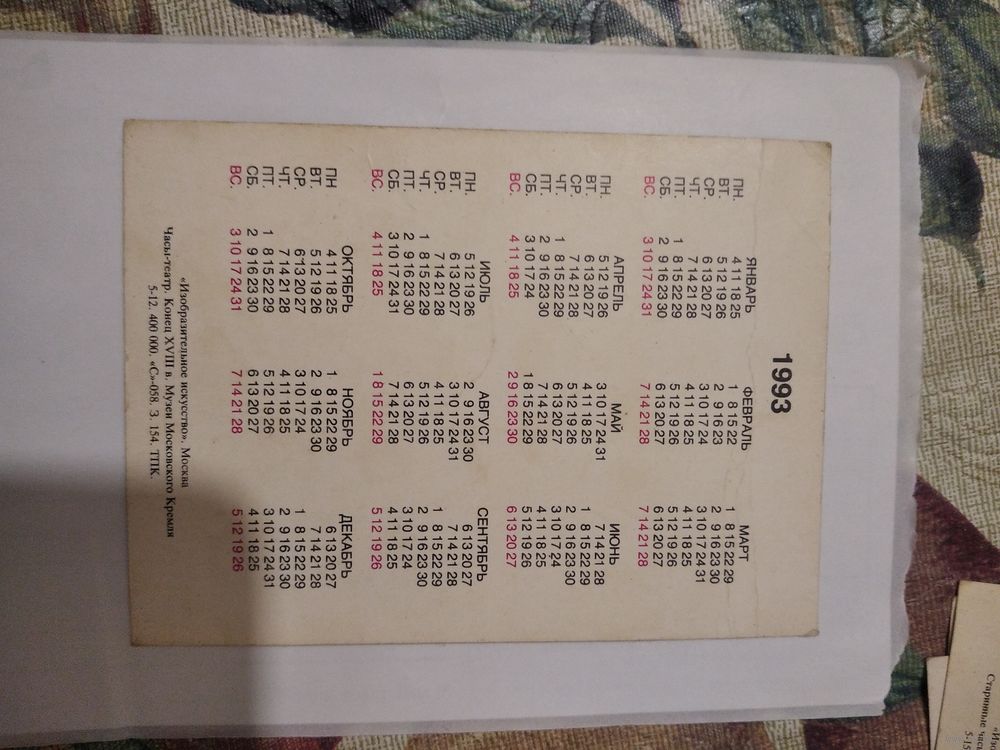 1993
ЯНВАРЬ ФЕВРАЛЬ МАРТ
ПН. 4 11 18 25 1 8 15 22 1 8 15 22 29
ВТ. 5 12 19 26 2 9 16 23 2 9 16 23 30
СР. 6 13 20 27 3 10 17 24 3 10 17 24 31
ЧТ. 7 14 21 28 4 11 18 25 4 11 18 25
ПТ. 1 8 15 22 29 5 12 19 26 5 12 19 26
СБ. 2 9 16 23 30 6 13 20 27 6 13 20 27
ВС. 3 10 17 24 31 7 14 21 28 7 14 21 28
АПРЕЛЬ МАЙ ИЮНЬ
ПН. 5 12 19 26 3 10 17 24 31 7 14 21 28
ВТ. 6 13 20 27 4 11 18 25 1 8 15 22 29
СР. 7 14 21 28 5 12 19 26 2 9 16 23 30
ЧТ. 1 8 15 22 29 6 13 20 27 3 10 17 24
ПТ. 2 9 16 23 30 7 14 21 28 4 11 18 25
СБ. 3 10 17 24 1 8 15 22 29 5 12 19 26
ВС. 4 11 18 25 2 9 16 23 30 6 13 20 27
ИЮЛЬ АВГУСТ СЕНТЯБРЬ
ПН. 5 12 19 26 2 9 16 23 30 6 13 20 27
ВТ. 6 13 20 27 3 10 17 24 31 7 14 21 28
СР. 7 14 21 28 4 11 18 25 1 8 15 22 29
ЧТ. 1 8 15 22 29 5 12 19 26 2 9 16 23 30
ПТ. 2 9 16 23 30 6 13 20 27 3 10 17 24
СБ. 3 10 17 24 31 7 14 21 28 4 11 18 25
ВС. 4 11 18 25 1 8 15 22 29 5 12 19 26
ОКТЯБРЬ НОЯБРЬ ДЕКАБРЬ
ПН 4 11 18 25 1 8 15 22 29 6 13 20 27
ВТ. 5 12 19 26 2 9 16 23 30 7 14 21 28
СР. 6 13 20 27 3 10 17 24 1 8 15 22 29
ЧТ. 7 14 21 28 4 11 18 25 2 9 16 23 30
ПТ. 1 8 15 22 29 5 12 19 26 3 10 17 24 31
СБ. 2 9 16 23 30 6 13 20 27 4 11 18 25
ВС. 3 10 17 24 31 7 14 21 28 5 12 19 26
«Изобразительное искусство». Москва
Часы-театр. Конец XVIII в. Музеи Московского Кремля
5-12. 400 000. «С»-058. З. 154. ТПК.
Старинные